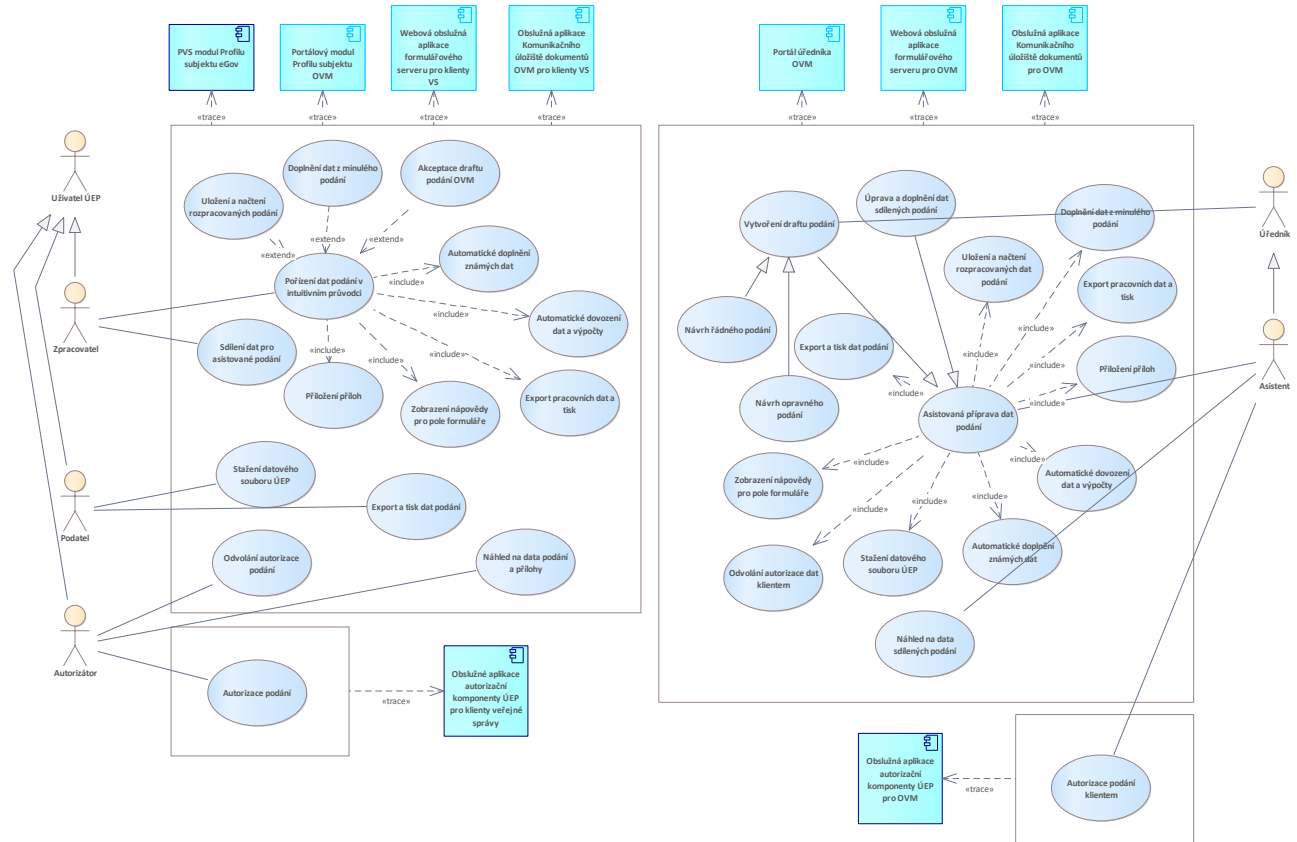 PVS modul Profilu
subjektu eGov
Portálový modul
Profilu subjektu
OVM
Webová obslužná
aplikace
formulářového
serveru pro klienty
VS
Obslužná aplikace
Komunikačního
úložiště dokumentů
OVM pro klienty VS
Portál úředníka
OVM
Webová obslužná
aplikace
formulářového
serveru pro OVM
Obslužná aplikace
Komunikačního
úložiště dokumentů
pro OVM
«trace»
«trace»
«trace»
«trace»
«trace»
«trace»
«trace»
Uživatel ÚEP
Zpracovatel
Podatel
Autorizátor
Uložení a načtení
rozpracovaných podání
Doplnění dat z minulého
podání
Akceptace draftu
podání OVM
«extend»
«extend»
«extend»
Pořízení dat podání v
intuitivním průvodci
Automatické doplnění
známých dat
«include»
Automatické dovození
dat a výpočty
«include»
Sdílení dat pro
asistované podání
«include»
«include»
«include»
Přiložení příloh
Zobrazení nápovědy
pro pole formuláře
Export pracovních dat a
tisk
Stažení datového
souboru ÚEP
Export a tisk dat podání
Odvolání autorizace
podání
Náhled na data podání
a přílohy
Autorizace podání
«trace»
Obslužné aplikace
autorizační
komponenty ÚEP
pro klienty veřejné
správy
Úředník
Asistent
Vytvoření draftu podání
Úprava a doplnění dat
sdílených podání
Doplnění dat z minulého
podání
Uložení a načtení
rozpracovaných dat
podání
Export pracovních dat a
tisk
Návrh řádného podání
Export a tisk dat podání
«include»
«include»
«include»
«include»
«include»
Přiložení příloh
Návrh opravného
podání
Asistovaná příprava dat
podání
«include»
«include»
Zobrazení nápovědy
pro pole formuláře
Automatické dovození
dat a výpočty
«include»
«include»
«include»
Odvolání autorizace dat
klientem
Stažení datového
souboru ÚEP
Automatické doplnění
známých dat
Náhled na data
sdílených podání
Obslužná aplikace
autorizační
komponenty ÚEP
pro OVM
«trace»
Autorizace podání
klientem